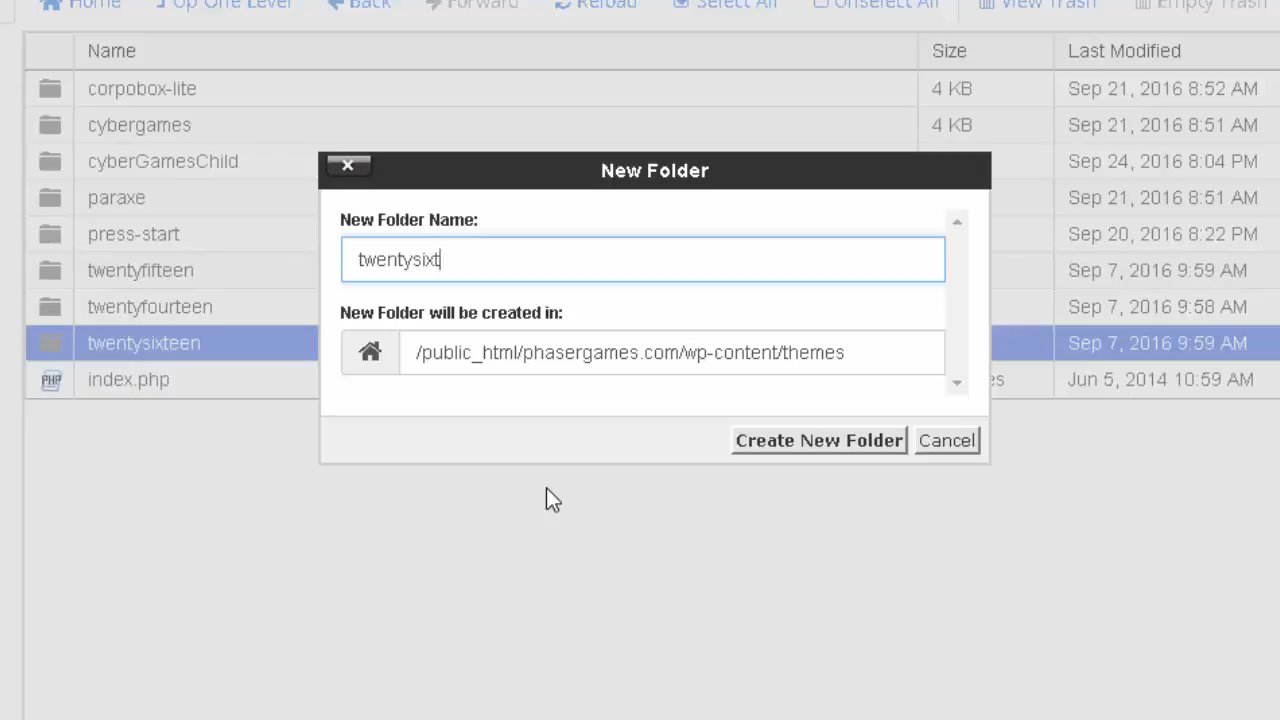 Home Up One Level Back Forward Reload Select All Unselect All View Trash Empty Trash
Name Size Last Modified
corpobox-lite 4 KB Sep 21, 2016 8:52 AM
cybergames 4 KB Sep 21, 2016 8:51 AM
cyberGamesChild Sep 24, 2016 8:04 PM
paraxe Sep 21, 2016 8:51 AM
press-start Sep 20, 2016 8:22 PM
twentyfifteen Sep 7, 2016 9:59 AM
twentyfourteen Sep 7, 2016 9:58 AM
twentysixteen Sep 7, 2016 9:59 AM
PHP index.php es Jun 5, 2014 10:59 AM
New Folder
New Folder Name:
twentysixt
New Folder will be created in:
/public_html/phasergames.com/wp-content/themes
Create New Folder Cancel